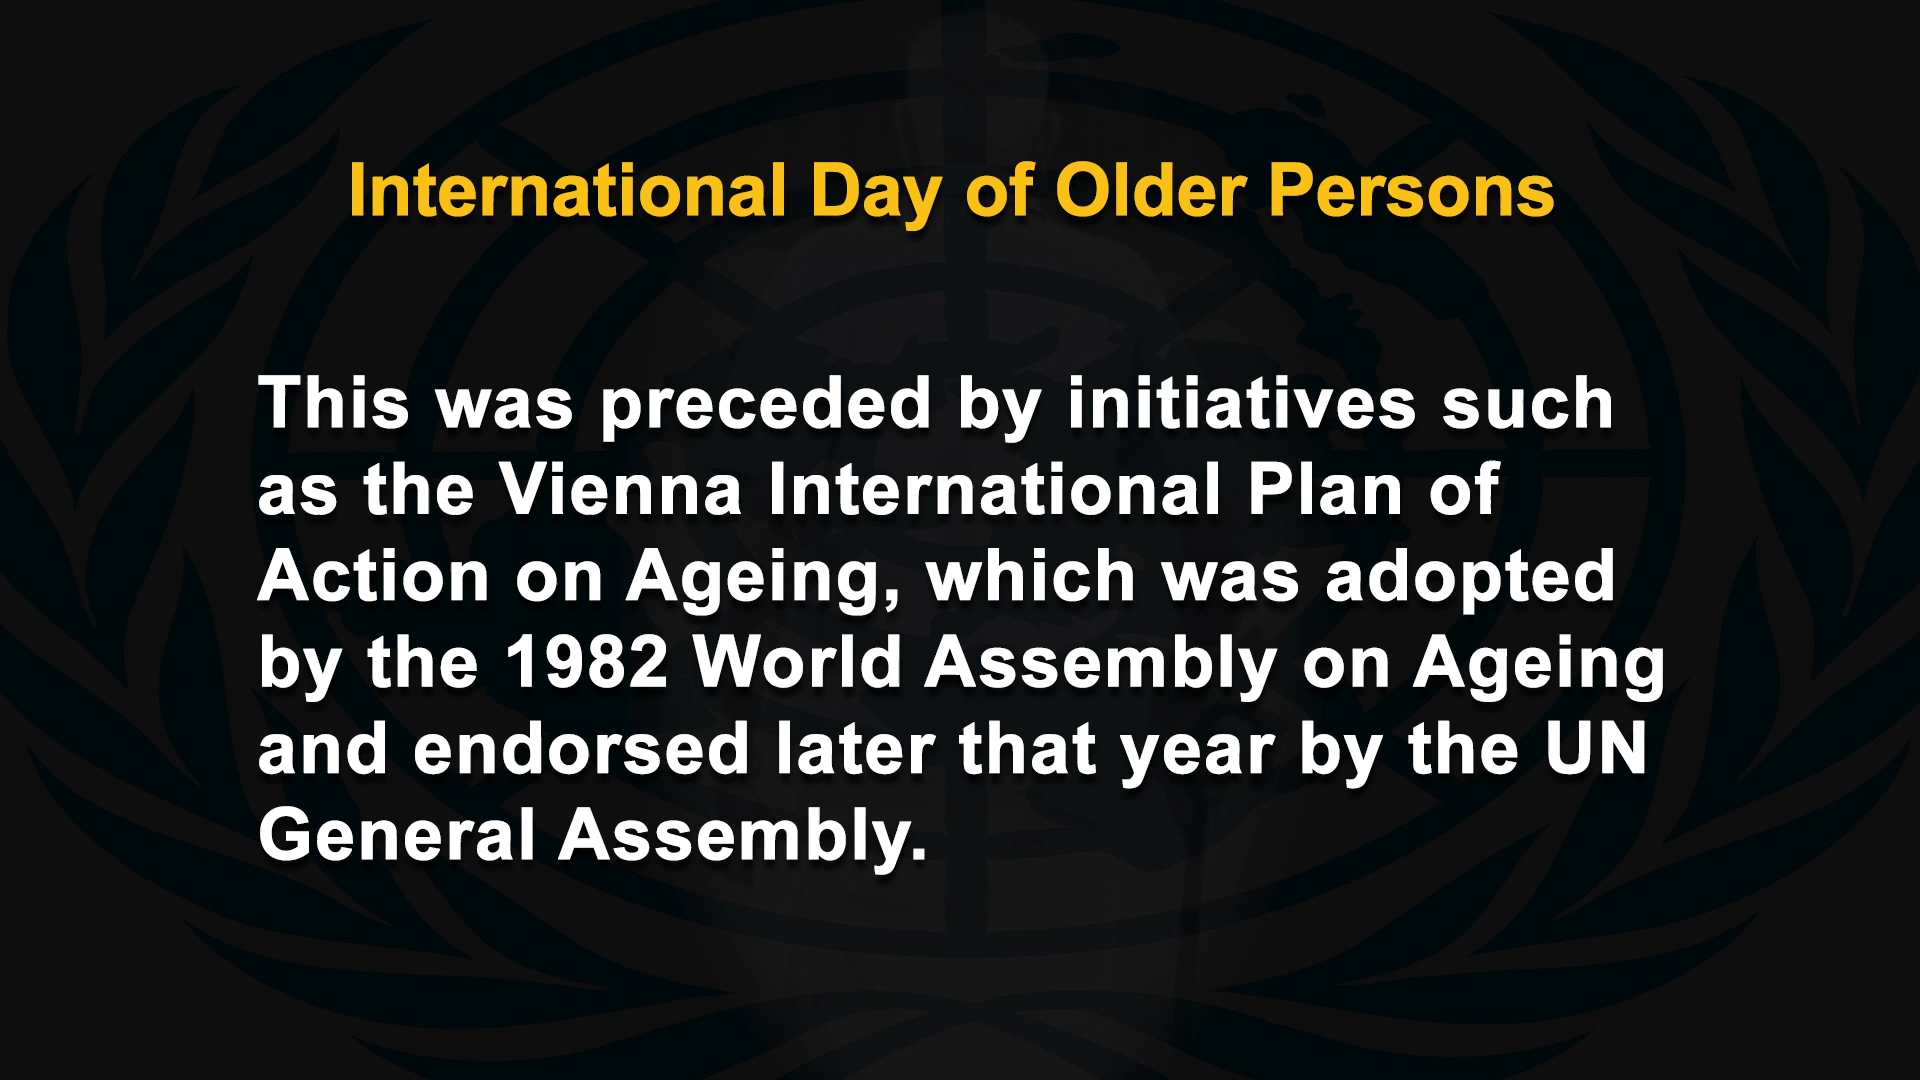 International Day of Older Persons
This was preceded by initiatives such
as the Vienna International Plan of
Action on Ageing, which was adopted
by the 1982 World Assembly on Ageing
and endorsed later that year by the UN
General Assembly.